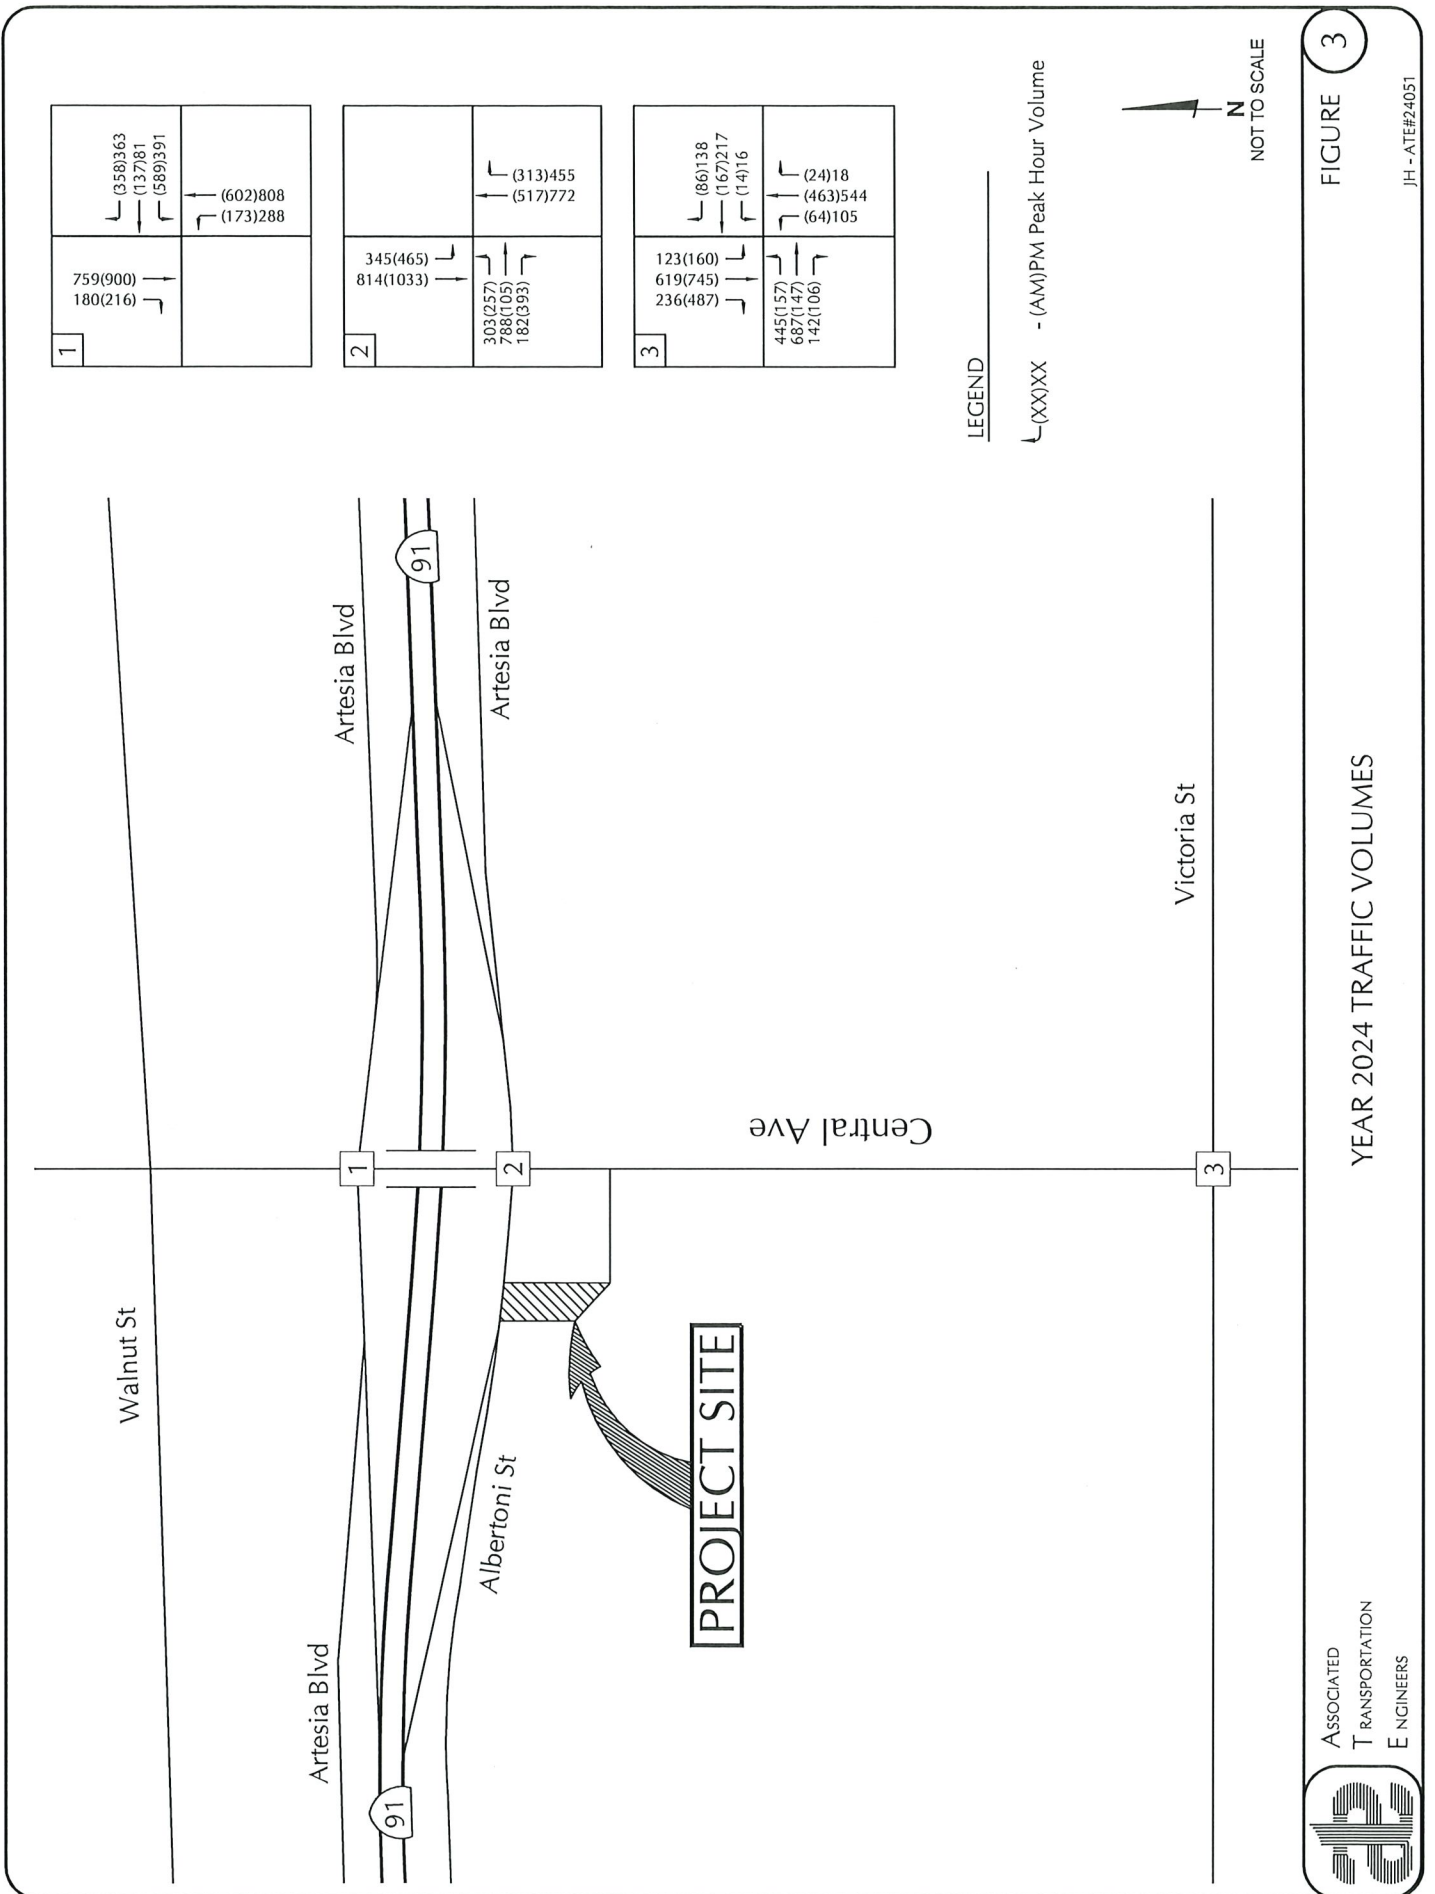 Walnut St
Artesia Blvd
Artesia Blvd
91
91
1
2
Albertoni St
Artesia Blvd
PROJECT SITE
Central Ave
Victoria St
3
1
180(216)
759(900)
(358)363
(137)81
(589)391
(173)288
(602)808
2
814(1033)
345(465)
303(257)
788(105)
182(393)
(517)772
(313)455
3
236(487)
619(745)
123(160)
(86)138
(167)217
(14)16
445(157)
687(147)
142(106)
(64)105
(463)544
(24)18
LEGEND
(XX)XX - (AM)PM Peak Hour Volume
N
NOT TO SCALE
ASSOCIATED
TRANSPORTATION
ENGINEERS
YEAR 2024 TRAFFIC VOLUMES
FIGURE 3
JH - ATE#24051